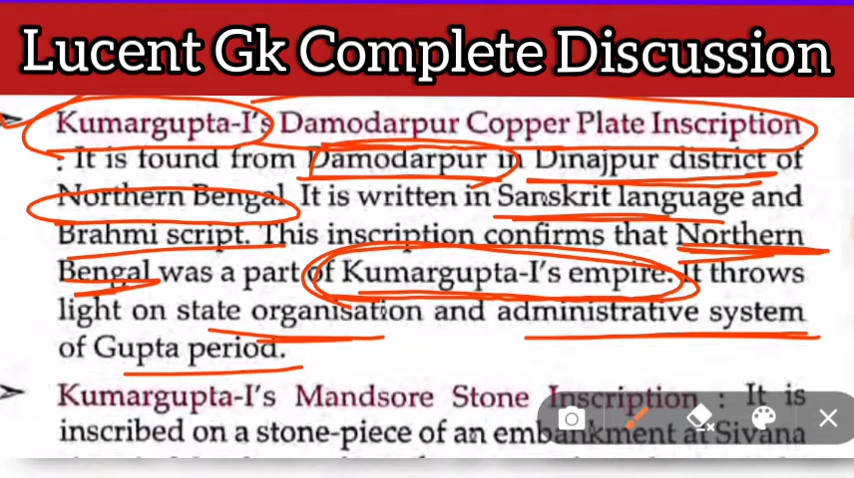 Lucent Gk Complete Discussion
Kumargupta-I's Damodarpur Copper Plate Inscription
: It is found from Damodarpur in Dinajpur district of
Northern Bengal. It is written in Sanskrit language and
Brahmi script. This inscription confirms that Northern
Bengal was a part of Kumargupta-I's empire. It throws
light on state organisation and administrative system
of Gupta period.
Kumargupta-I's Mandsore Stone Inscription : It is
inscribed on a stone-piece of an embankment at Sivana